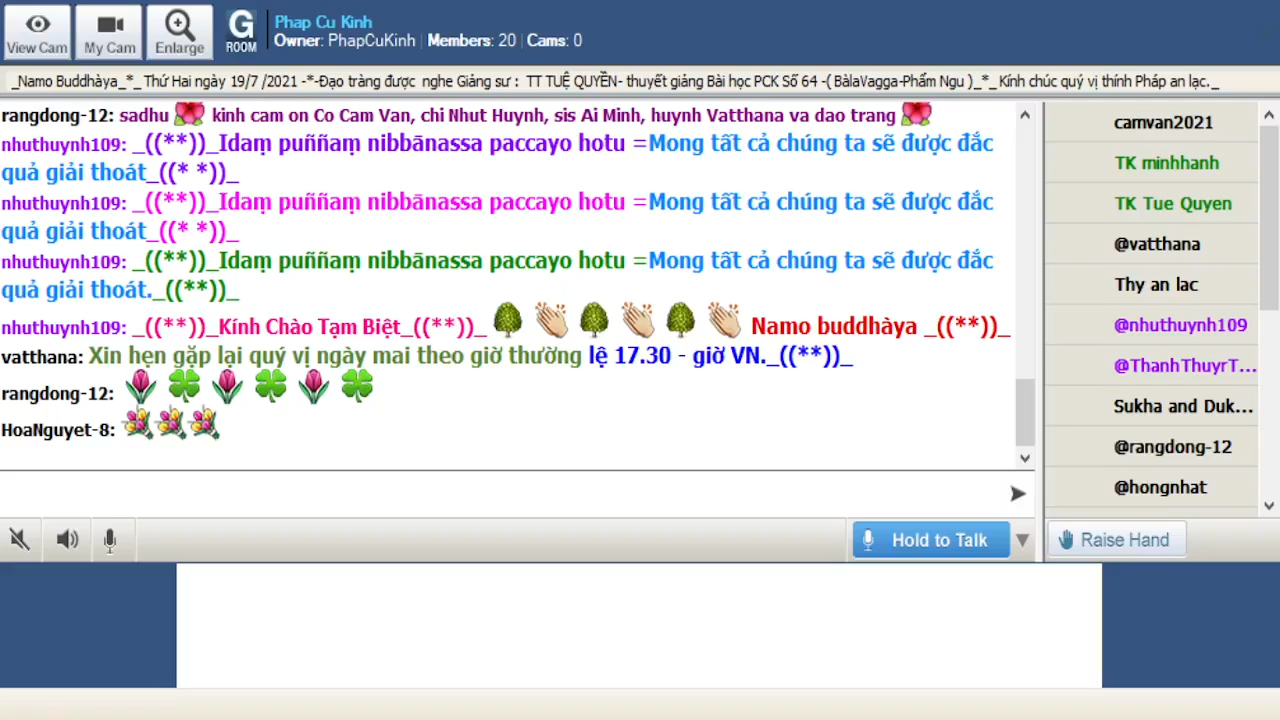 View Cam
My Cam
Enlarge
G
ROOM
Phap Cu Kinh
Owner: PhapCuKinh | Members: 20 | Cams: 0
_Namo Buddhàya_*_ Thứ Hai ngày 19/7 /2021 -*-Đạo tràng được nghe Giảng sư : TT TUỆ QUYỀN- thuyết giảng Bài học PCK Số 64 -( BàlaVagga-Phẩm Ngu )_*_ Kính chúc quý vị thính Pháp an lạc._
rangdong-12: sadhu kinh cam on Co Cam Van, chi Nhut Huynh, sis Ai Minh, huynh Vatthana va dao trang
nhuthuynh109: _((**))_Idaṃ puññaṃ nibbānassa paccayo hotu =Mong tất cả chúng ta sẽ được đắc
quả giải thoát_((* *))_
nhuthuynh109: _((**))_Idaṃ puññaṃ nibbānassa paccayo hotu =Mong tất cả chúng ta sẽ được đắc
quả giải thoát_((* *))_
nhuthuynh109: _((**))_Idaṃ puññaṃ nibbānassa paccayo hotu =Mong tất cả chúng ta sẽ được đắc
quả giải thoát._((**))_
nhuthuynh109: _((**))_Kính Chào Tạm Biệt_((**))_ Namo buddhàya _((**))_
vatthana: Xin hẹn gặp lại quý vị ngày mai theo giờ thường lệ 17.30 - giờ VN._((**))_
rangdong-12:
HoaNguyet-8:
camvan2021
TK minhhanh
TK Tue Quyen
@vatthana
Thy an lac
@nhuthuynh109
@ThanhThuyrT...
Sukha and Duk...
@rangdong-12
@hongnhat
Hold to Talk
Raise Hand